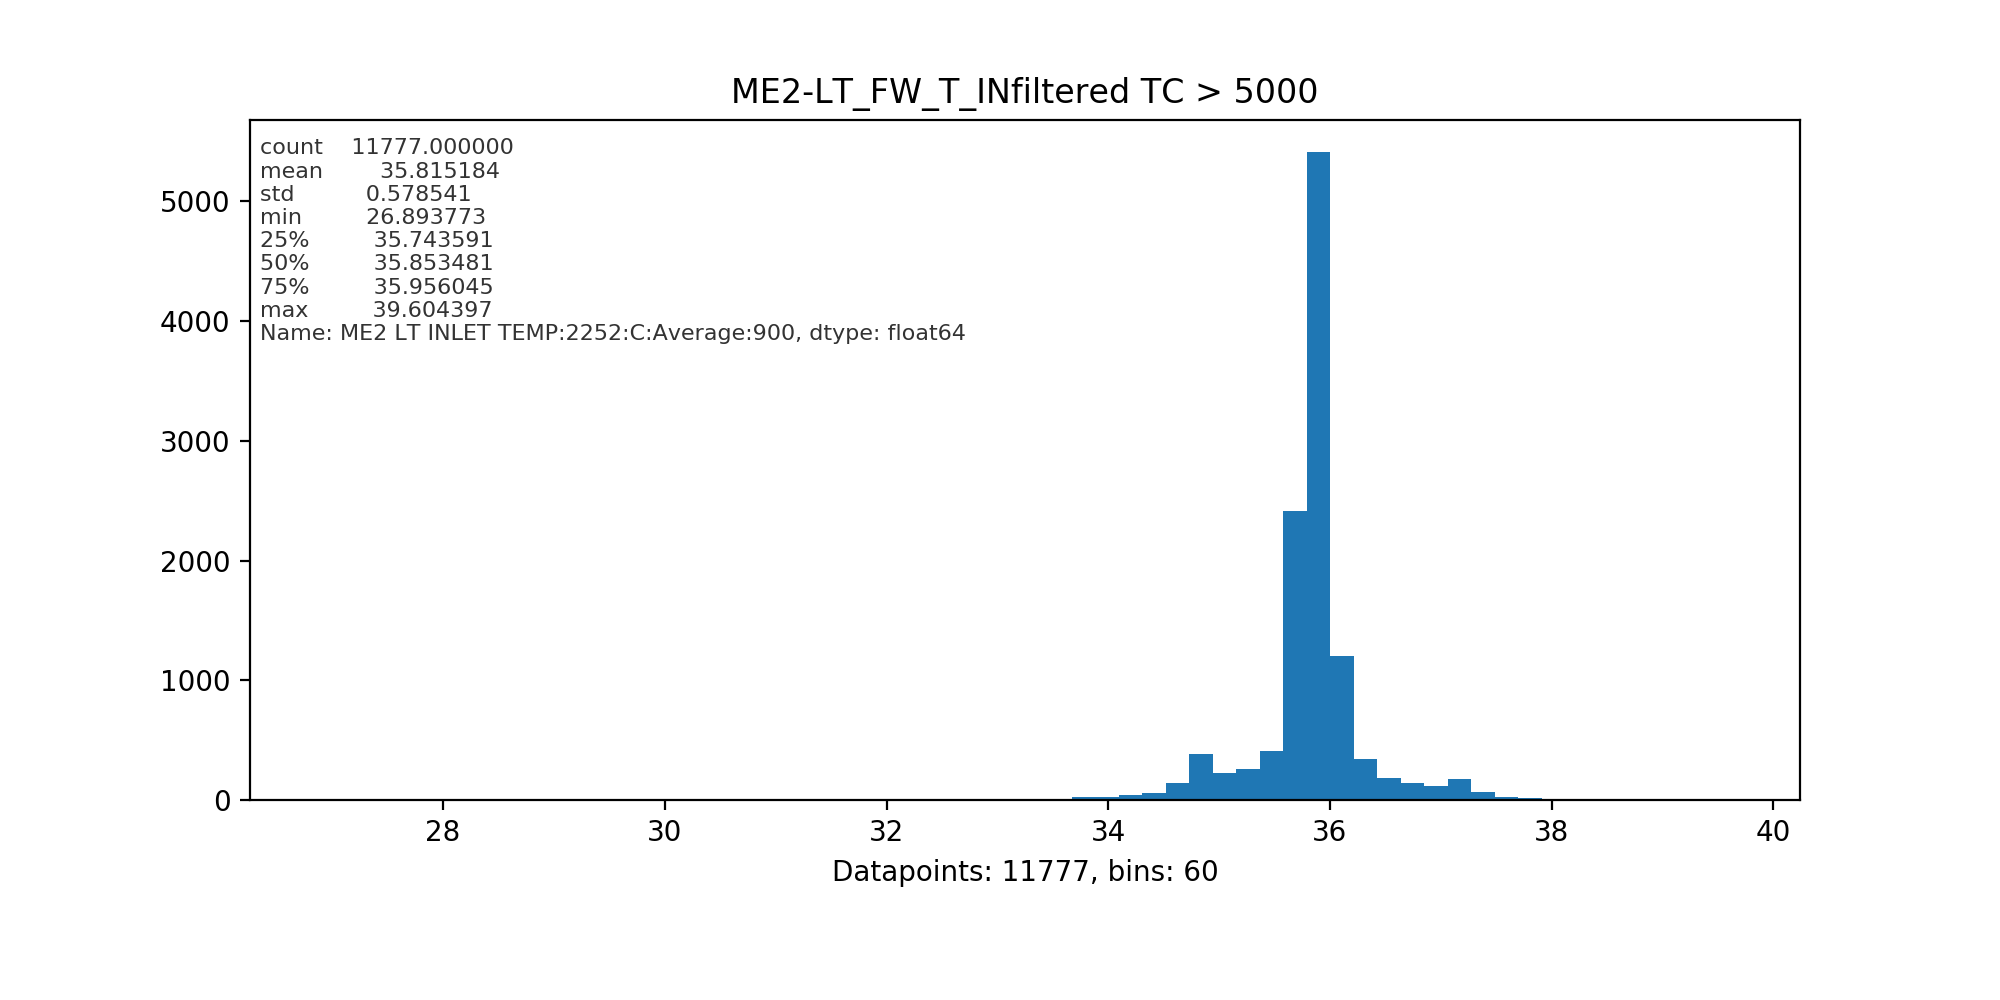 ME2-LT_FW_T_INfiltered TC > 5000
count 11777.000000
mean 35.815184
std 0.578541
min 26.893773
25% 35.743591
50% 35.853481
75% 35.956045
max 39.604397
Name: ME2 LT INLET TEMP:2252:C:Average:900, dtype: float64
5000
4000
3000
2000
1000
0
28 30 32 34 36 38 40
Datapoints: 11777, bins: 60